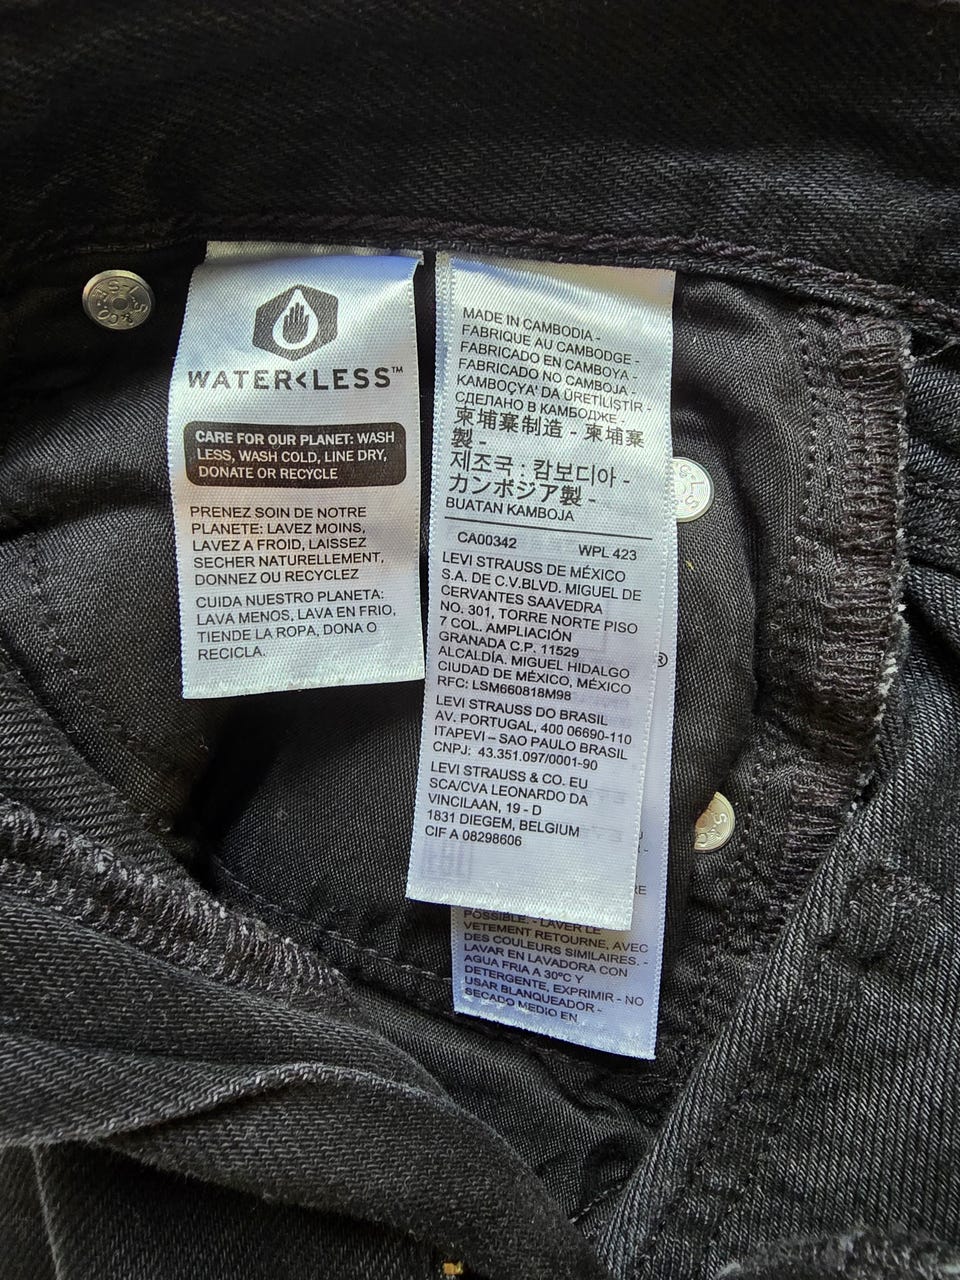 WATER<LESS™
CARE FOR OUR PLANET: WASH
LESS, WASH COLD, LINE DRY,
DONATE OR RECYCLE
PRENEZ SOIN DE NOTRE
PLANETE: LAVEZ MOINS,
LAVEZ A FROID, LAISSEZ
SECHER NATURELLEMENT,
DONNEZ OU RECYCLEZ
CUIDA NUESTRO PLANETA:
LAVA MENOS, LAVA EN FRIO,
TIENDE LA ROPA, DONA O
RECICLA.
MADE IN CAMBODIA -
FABRIQUE AU CAMBODGE -
FABRICADO EN CAMBOYA -
FABRICADO NO CAMBOJA -
KAMBOÇYA' DA ÜRETİLİŞTİR -
СДЕЛАНО В КАМБОДЖЕ
柬埔寨制造 - 柬埔寨
製 -
제조국 : 캄보디아 -
カンボジア製 -
BUATAN KAMBOJA
CA00342 WPL 423
LEVI STRAUSS DE MÉXICO
S.A. DE C.V.BLVD. MIGUEL DE
CERVANTES SAAVEDRA
NO. 301, TORRE NORTE PISO
7 COL. AMPLIACIÓN
GRANADA C.P. 11529
ALCALDÍA. MIGUEL HIDALGO
CIUDAD DE MÉXICO, MÉXICO
RFC: LSM660818M98
LEVI STRAUSS DO BRASIL
AV. PORTUGAL, 400 06690-110
ITAPEVI – SAO PAULO BRASIL
CNPJ: 43.351.097/0001-90
LEVI STRAUSS & CO. EU
SCA/CVA LEONARDO DA
VINCILAAN, 19 - D
1831 DIEGEM, BELGIUM
CIF A 08298606
®
RE
POSSIBLE. - LAVER LE
VETEMENT RETOURNE, AVEC
DES COULEURS SIMILAIRES. -
LAVAR EN LAVADORA CON
AGUA FRIA A 30ºC Y
DETERGENTE, EXPRIMIR - NO
USAR BLANQUEADOR -
SECADO MEDIO EN